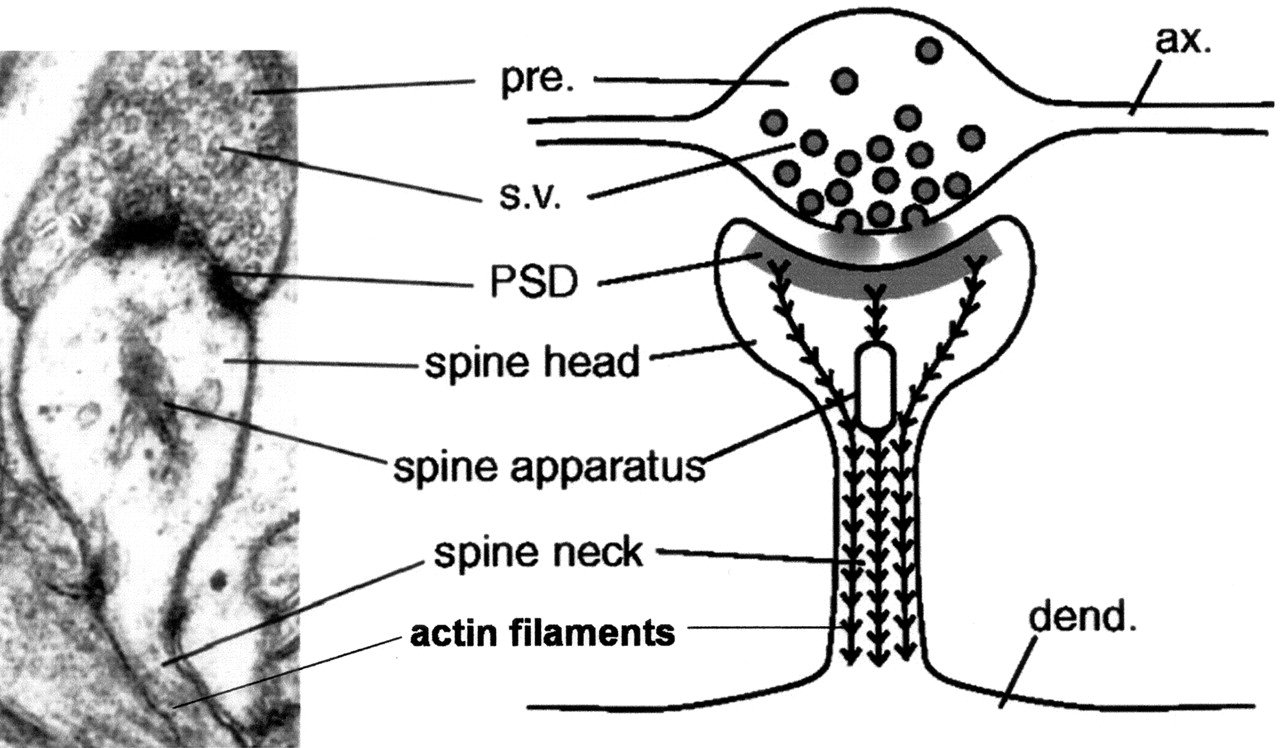 ax.
pre.
s.v.
PSD
spine head
spine apparatus
spine neck
dend.
actin filaments